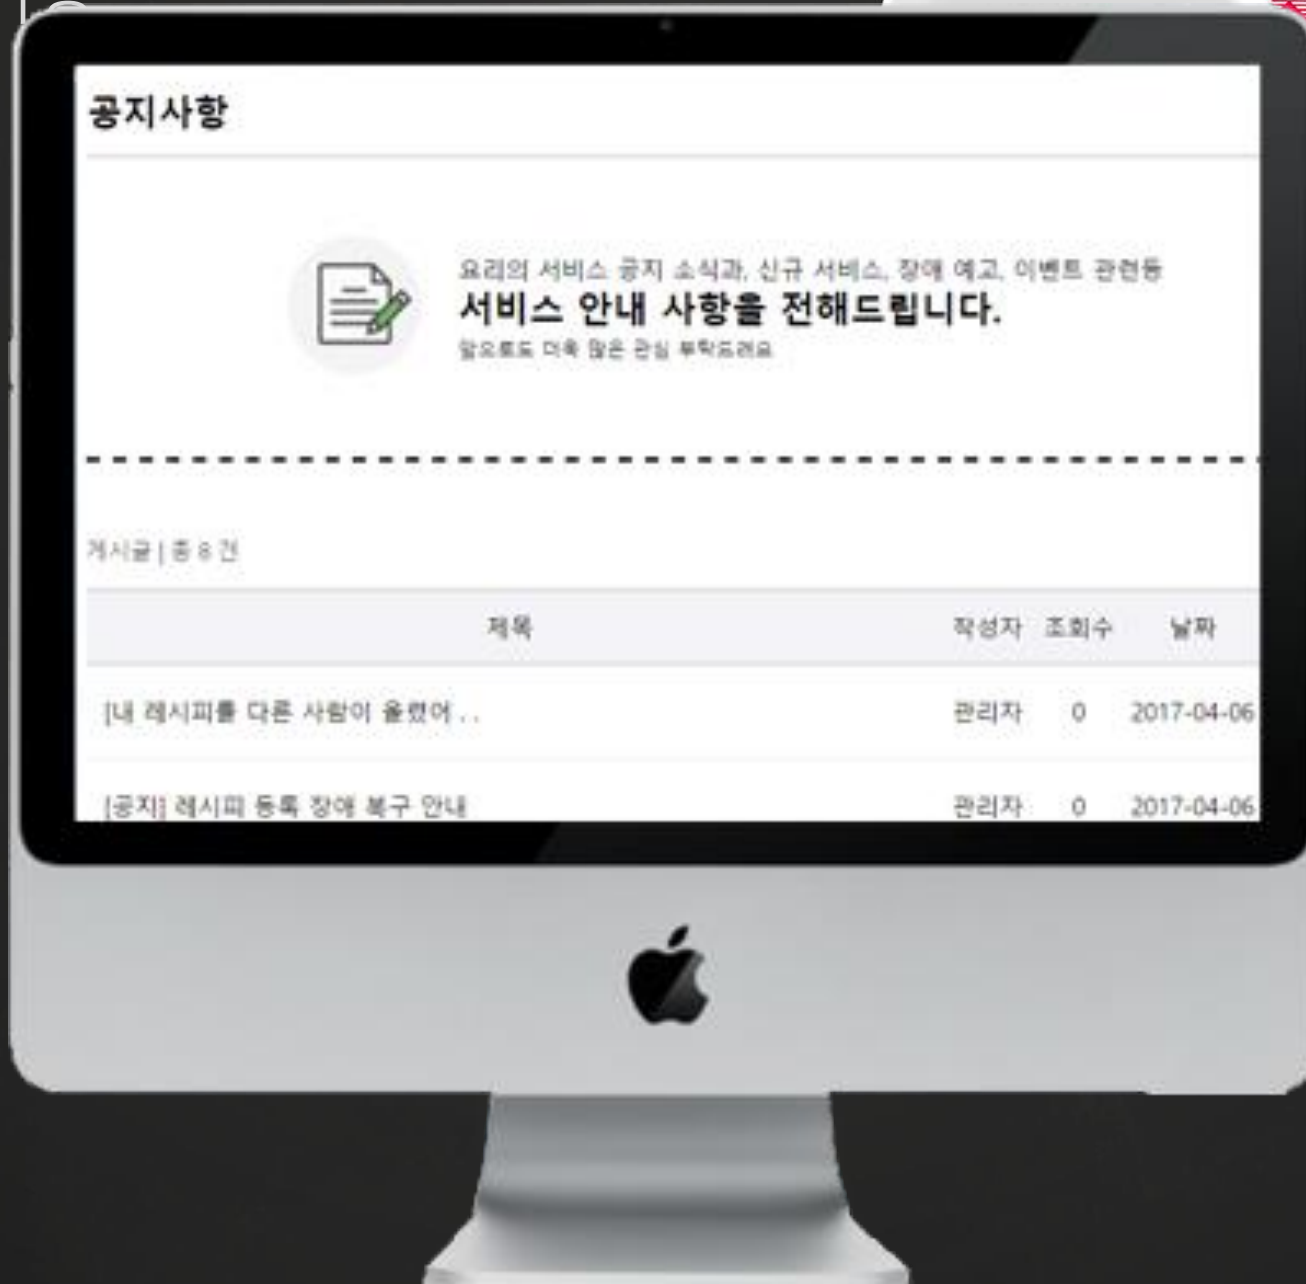 공지사항
요리의 서비스 공지 소식과, 신규 서비스, 장애 예고, 이벤트 관련등
서비스 안내 사항을 전해드립니다.
앞으로도 더욱 많은 관심 부탁드려요
게시글 | 총 8 건
제목 작성자 조회수 날짜
[내 레시피를 다른 사람이 올렸어 . . 관리자 0 2017-04-06
[공지] 레시피 등록 장애 복구 안내 관리자 0 2017-04-06